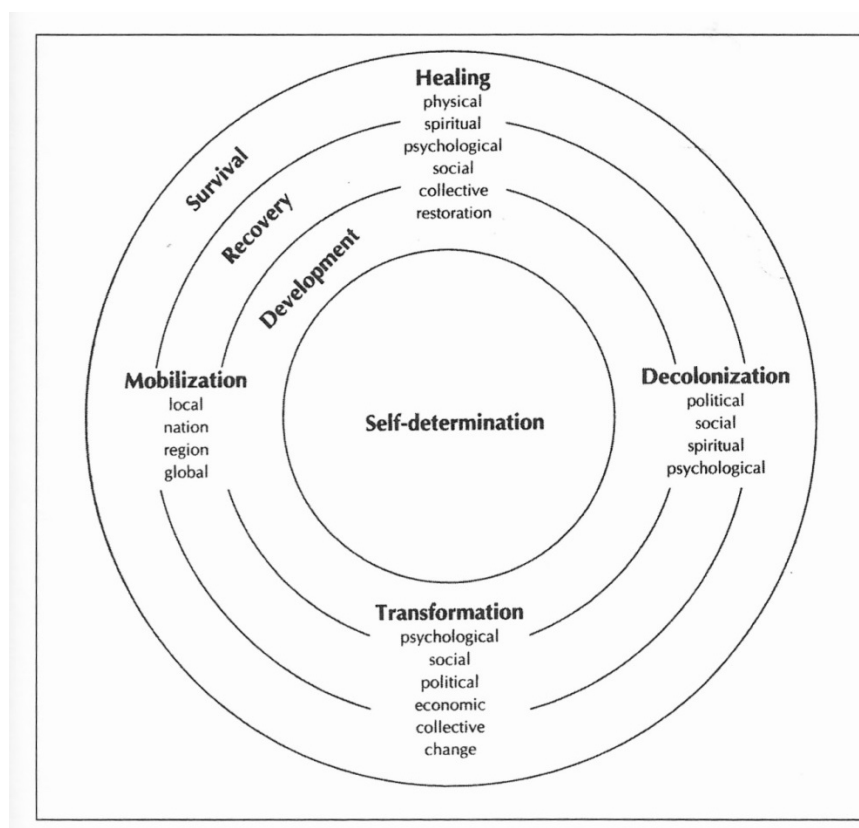 Healing
physical
spiritual
psychological
social
collective
restoration
Survival
Recovery
Development
Mobilization
local
nation
region
global
Self-determination
Decolonization
political
social
spiritual
psychological
Transformation
psychological
social
political
economic
collective
change